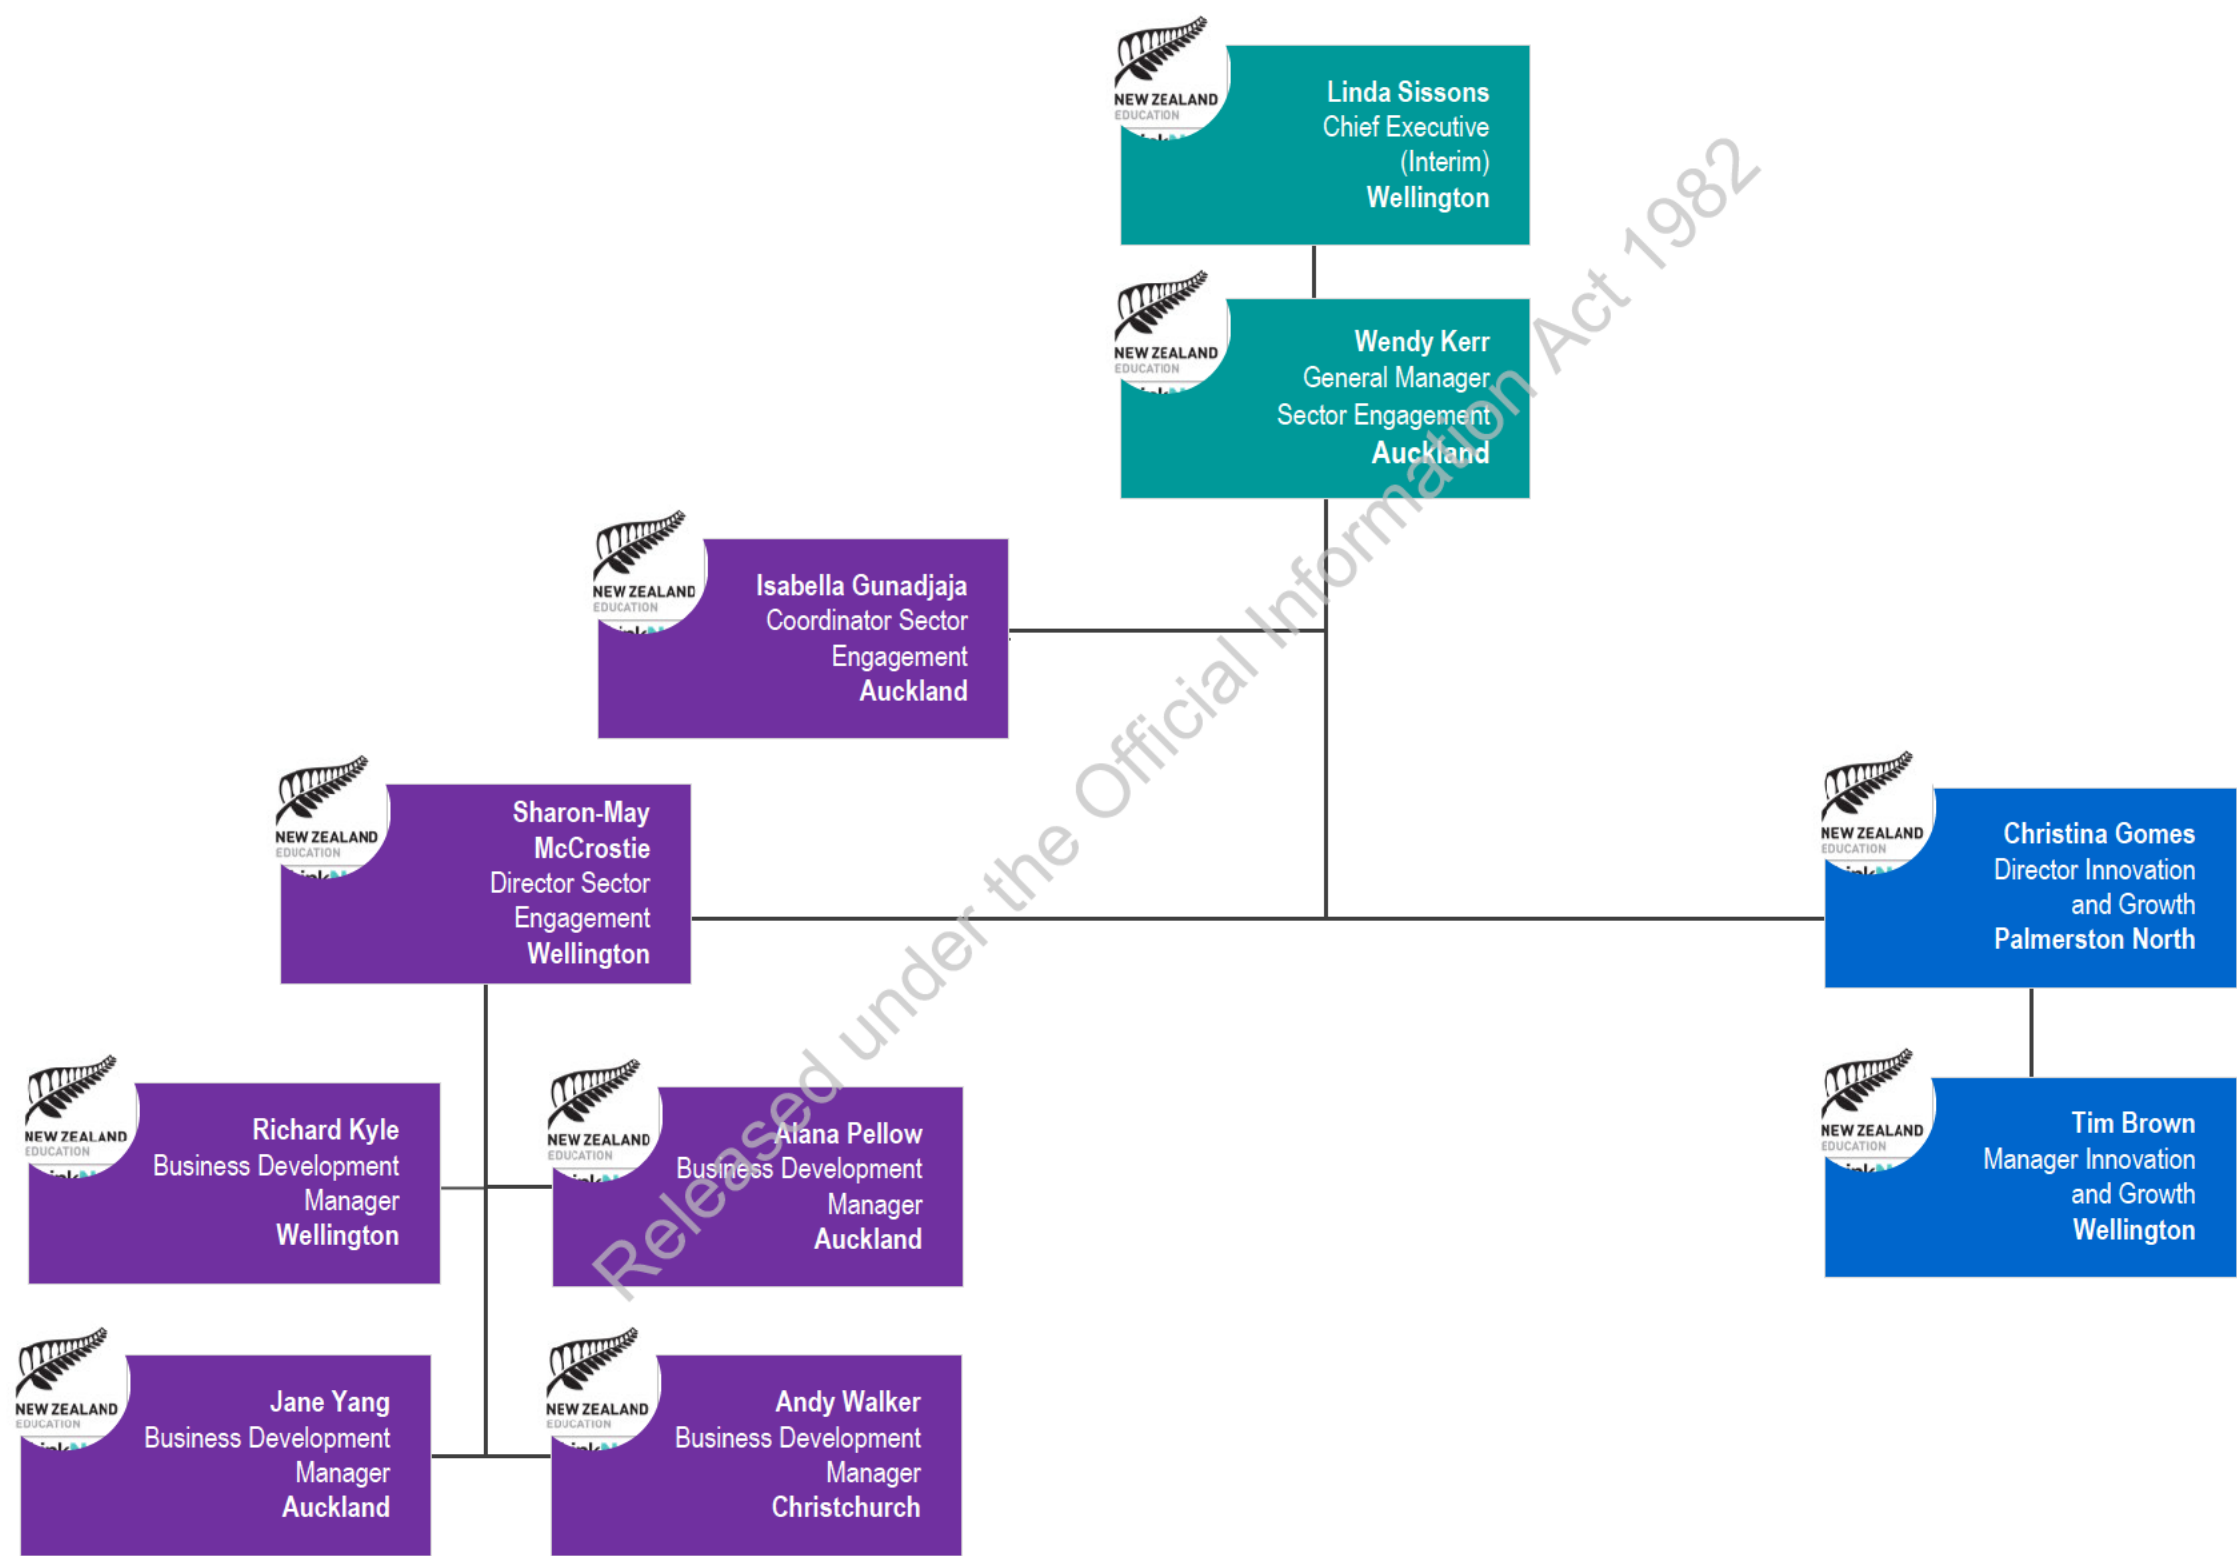 NEW ZEALAND
EDUCATION
Linda Sissons
Chief Executive
(Interim)
Wellington
NEW ZEALAND
EDUCATION
Wendy Kerr
General Manager
Sector Engagement
Auckland
NEW ZEALAND
EDUCATION
Isabella Gunadjaja
Coordinator Sector
Engagement
Auckland
NEW ZEALAND
EDUCATION
Sharon-May
McCrostie
Director Sector
Engagement
Wellington
NEW ZEALAND
EDUCATION
Christina Gomes
Director Innovation
and Growth
Palmerston North
NEW ZEALAND
EDUCATION
Richard Kyle
Business Development
Manager
Wellington
NEW ZEALAND
EDUCATION
Alana Pellow
Business Development
Manager
Auckland
NEW ZEALAND
EDUCATION
Tim Brown
Manager Innovation
and Growth
Wellington
NEW ZEALAND
EDUCATION
Jane Yang
Business Development
Manager
Auckland
NEW ZEALAND
EDUCATION
Andy Walker
Business Development
Manager
Christchurch
Released under the Official Information Act 1982